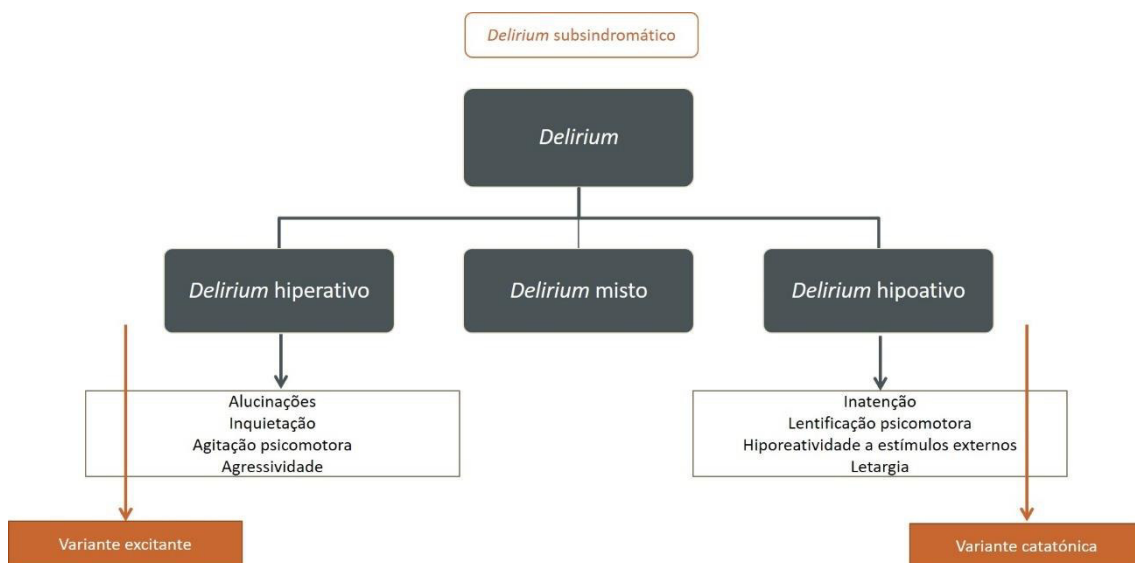 Delirium subsindromático
Delirium
Delirium hiperativo
Delirium misto
Delirium hipoativo
Alucinações
Inquietação
Agitação psicomotora
Agressividade
Inatenção
Lentificação psicomotora
Hiporeatividade a estímulos externos
Letargia
Variante excitante
Variante catatónica